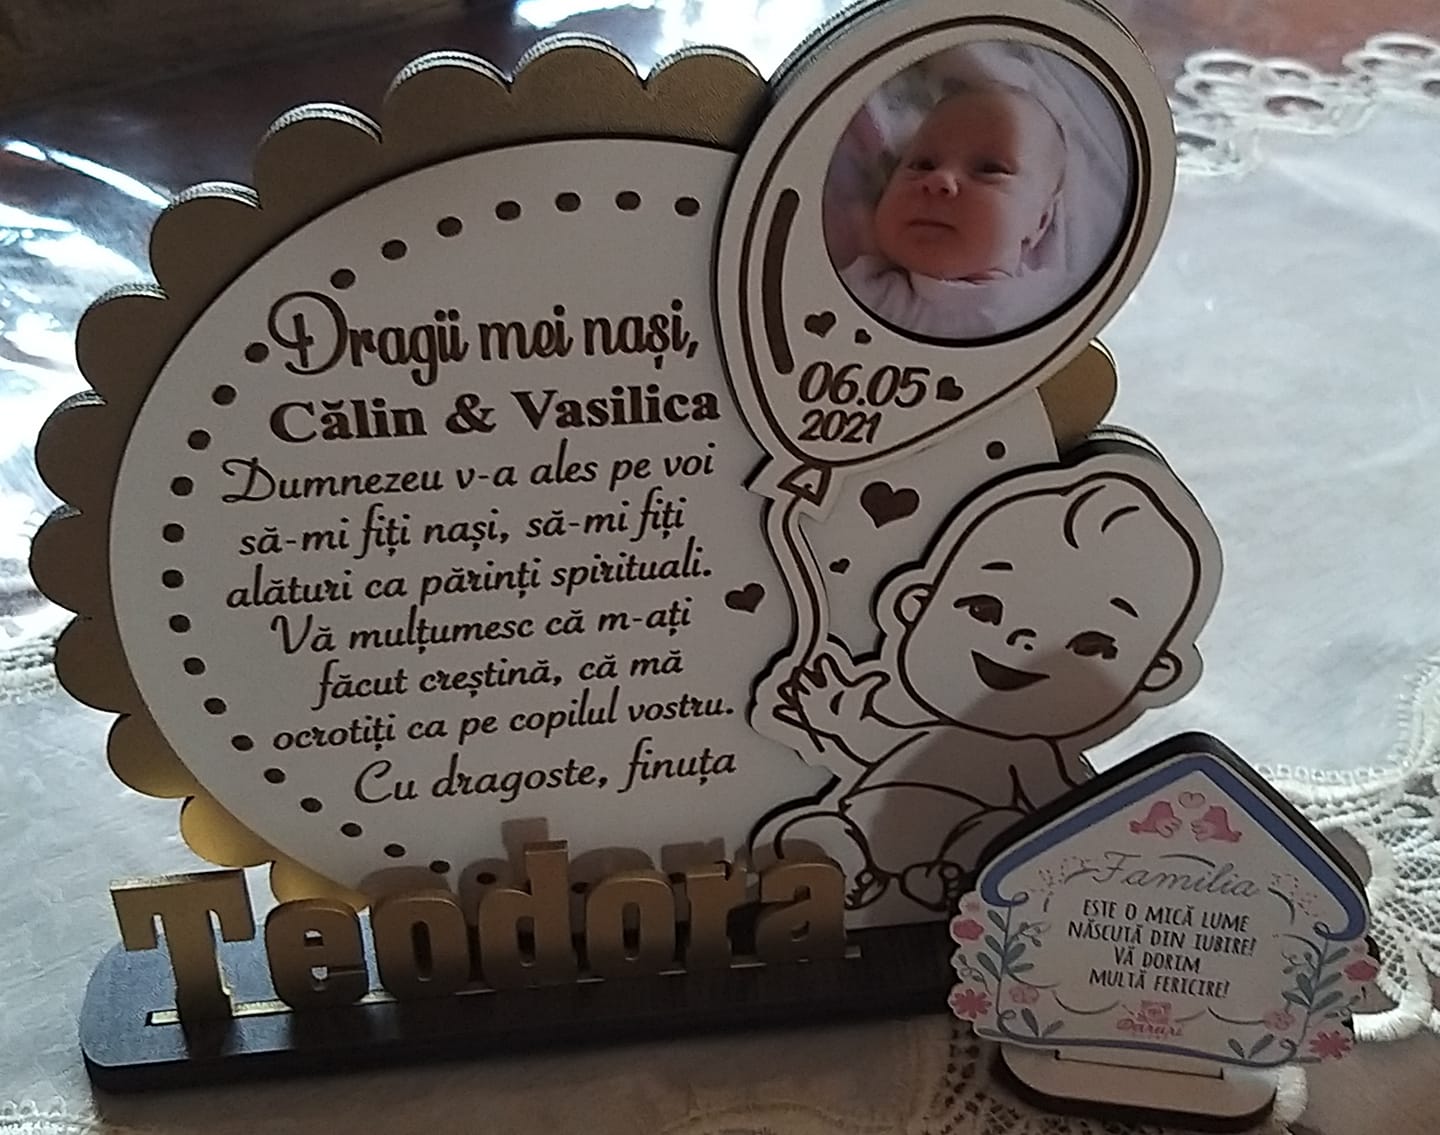 Dragii mei nași,
Călin & Vasilica
Dumnezeu v-a ales pe voi
să-mi fiți nași, să-mi fiți
alături ca părinți spirituali.
Vă mulțumesc că m-ați
făcut creștină, că mă
ocrotiți ca pe copilul vostru.
Cu dragoste, finuța
06.05
2021
Teodora
Familia
ESTE O MICĂ LUME
NĂSCUTĂ DIN IUBIRE!
VĂ DORIM
MULTĂ FERICIRE!
Daruri